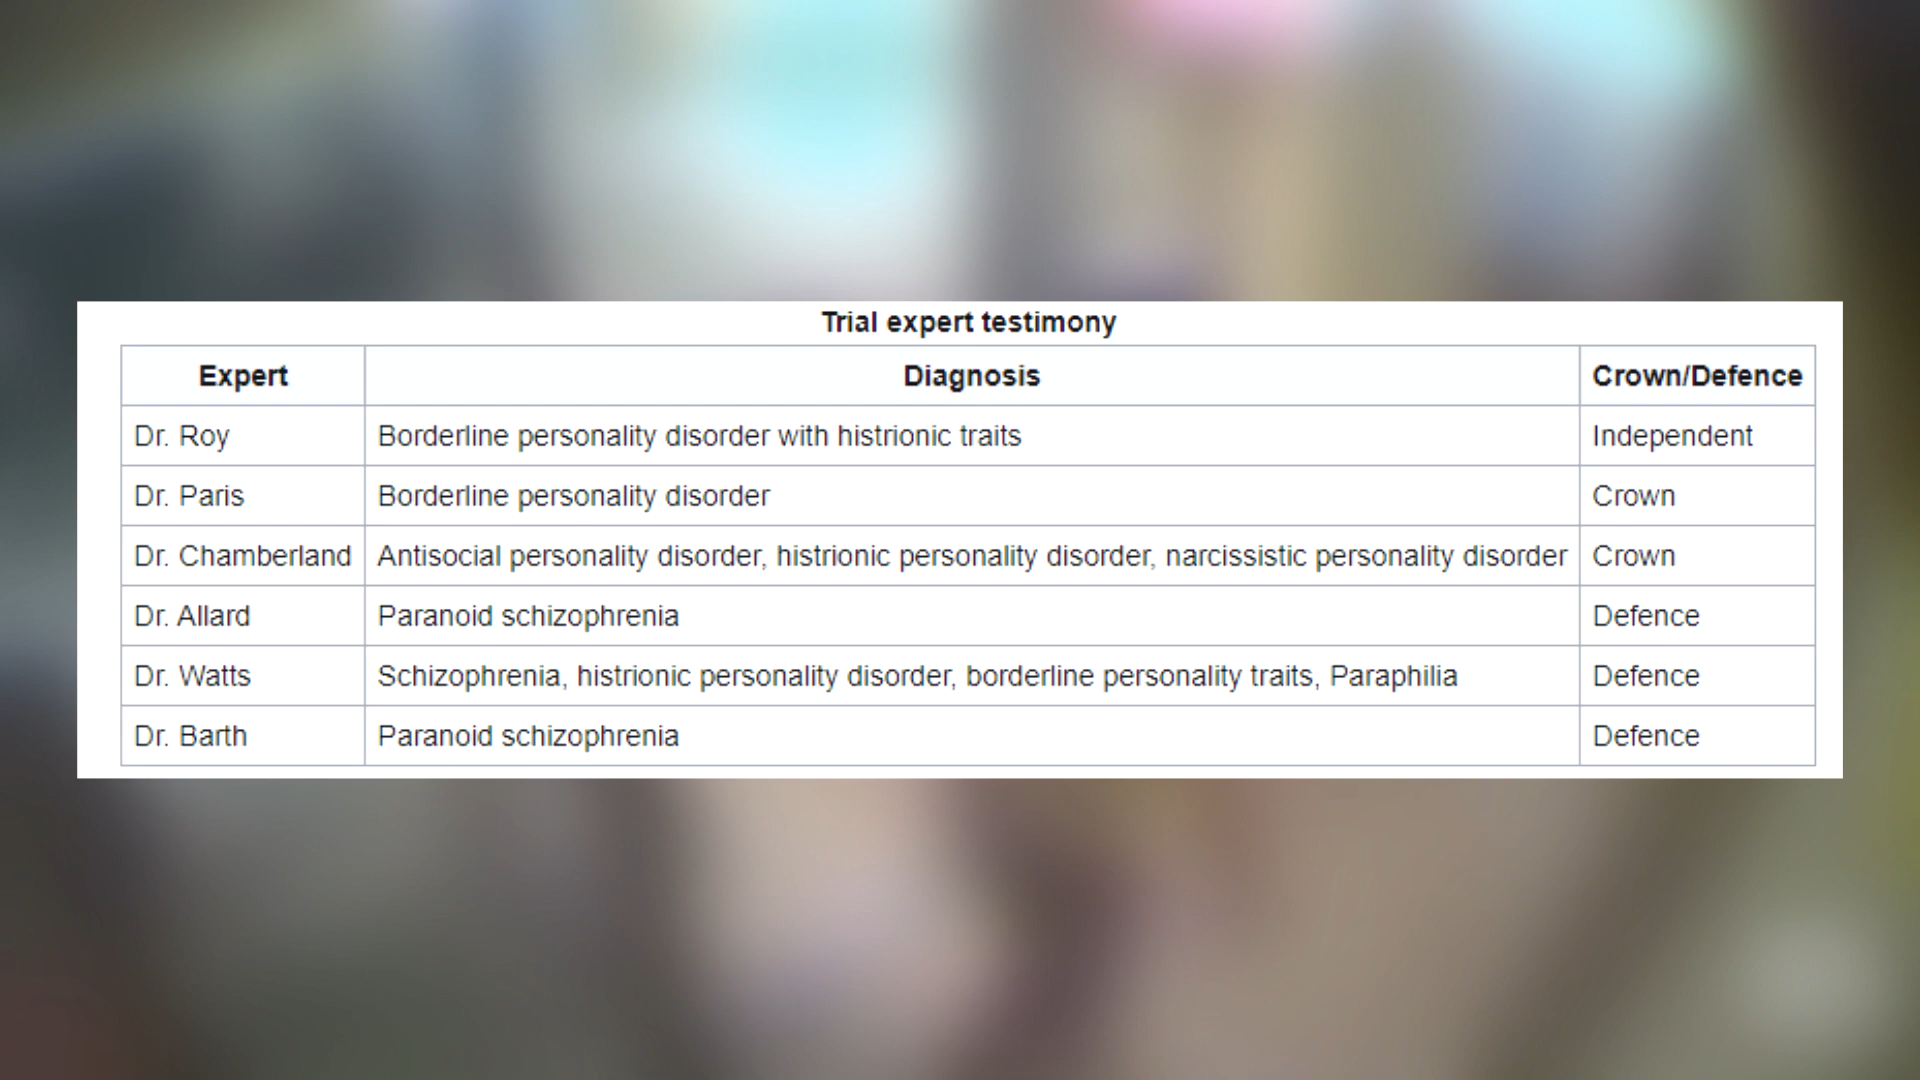 Trial expert testimony
Expert Diagnosis Crown/Defence
Dr. Roy Borderline personality disorder with histrionic traits Independent
Dr. Paris Borderline personality disorder Crown
Dr. Chamberland Antisocial personality disorder, histrionic personality disorder, narcissistic personality disorder Crown
Dr. Allard Paranoid schizophrenia Defence
Dr. Watts Schizophrenia, histrionic personality disorder, borderline personality traits, Paraphilia Defence
Dr. Barth Paranoid schizophrenia Defence